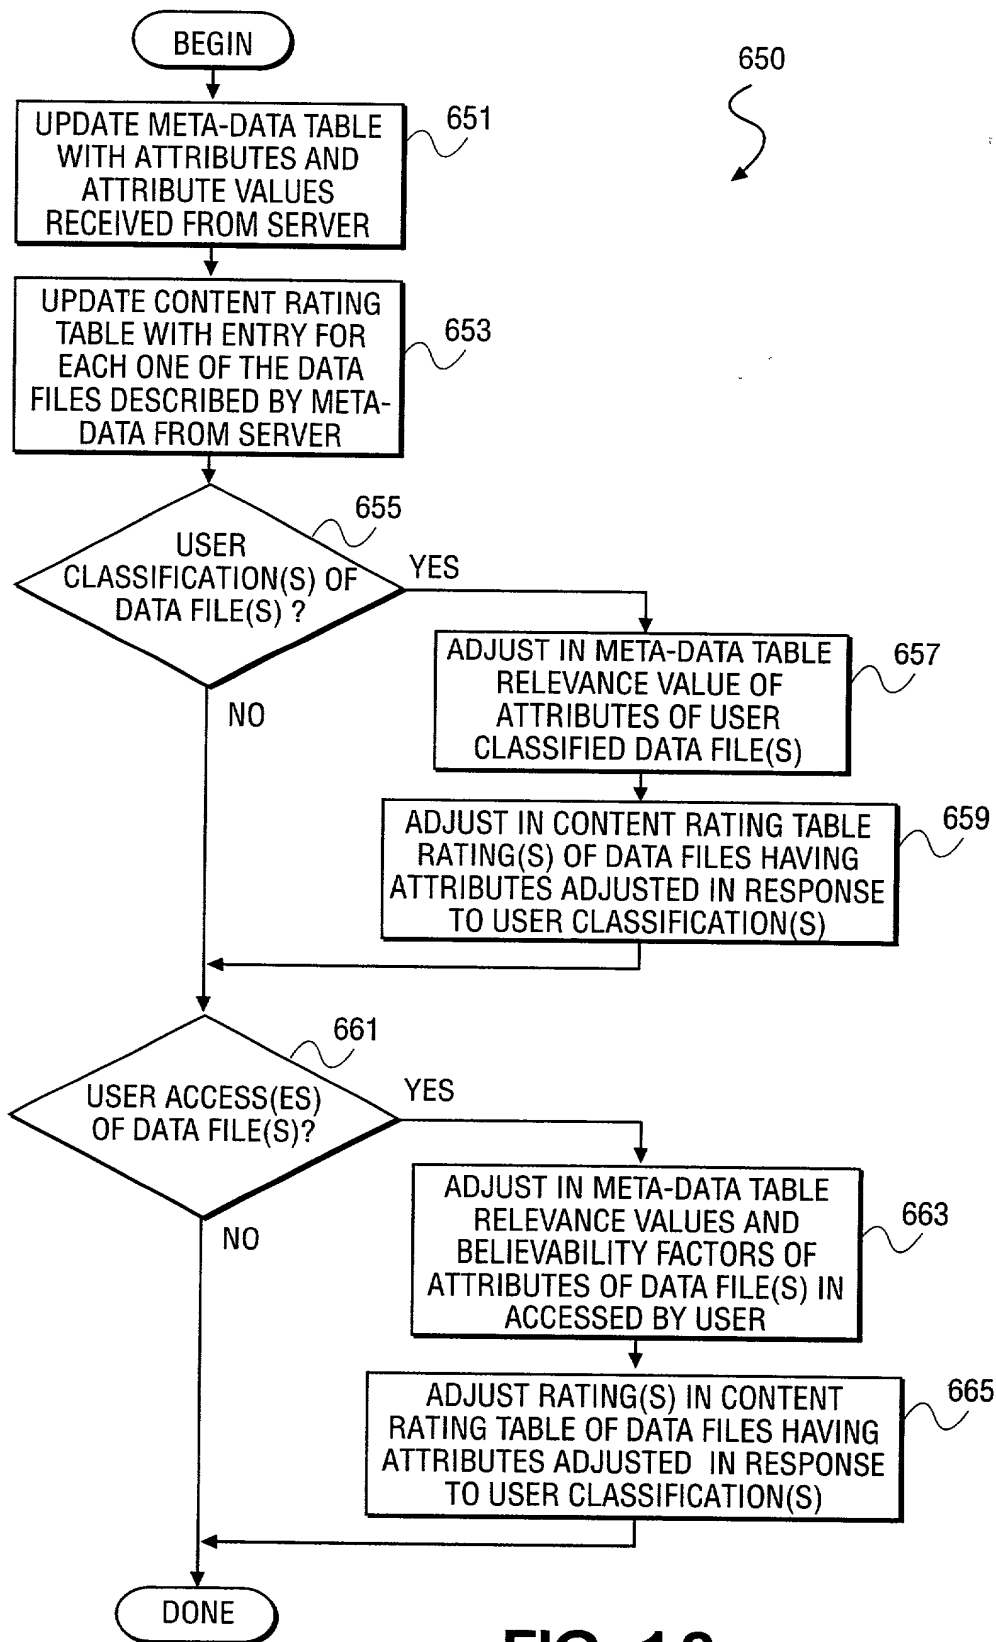 BEGIN
650
UPDATE META-DATA TABLE
WITH ATTRIBUTES AND
ATTRIBUTE VALUES
RECEIVED FROM SERVER
651
UPDATE CONTENT RATING
TABLE WITH ENTRY FOR
EACH ONE OF THE DATA
FILES DESCRIBED BY META-
DATA FROM SERVER
653
USER
CLASSIFICATION(S) OF
DATA FILE(S) ?
655
YES
NO
ADJUST IN META-DATA TABLE
RELEVANCE VALUE OF
ATTRIBUTES OF USER
CLASSIFIED DATA FILE(S)
657
ADJUST IN CONTENT RATING TABLE
RATING(S) OF DATA FILES HAVING
ATTRIBUTES ADJUSTED IN RESPONSE
TO USER CLASSIFICATION(S)
659
USER ACCESS(ES)
OF DATA FILE(S)?
661
YES
NO
ADJUST IN META-DATA TABLE
RELEVANCE VALUES AND
BELIEVABILITY FACTORS OF
ATTRIBUTES OF DATA FILE(S) IN
ACCESSED BY USER
663
ADJUST RATING(S) IN CONTENT
RATING TABLE OF DATA FILES HAVING
ATTRIBUTES ADJUSTED IN RESPONSE
TO USER CLASSIFICATION(S)
665
DONE
FIG.